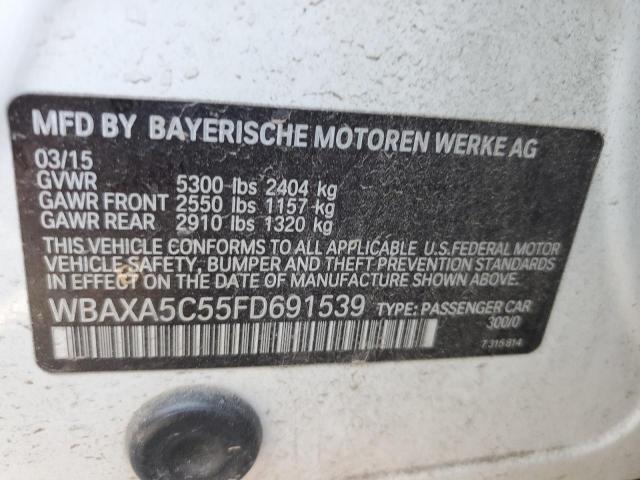 MFD BY BAYERISCHE MOTOREN WERKE AG
03/15
GVWR 5300 lbs 2404 kg
GAWR FRONT 2550 lbs 1157 kg
GAWR REAR 2910 lbs 1320 kg
THIS VEHICLE CONFORMS TO ALL APPLICABLE U.S.FEDERAL MOTOR
VEHICLE SAFETY, BUMPER AND THEFT PREVENTION STANDARDS IN
EFFECT ON THE DATE OF MANUFACTURE SHOWN ABOVE.
WBAXA5C55FD691539 TYPE: PASSENGER CAR
300/0
7315814